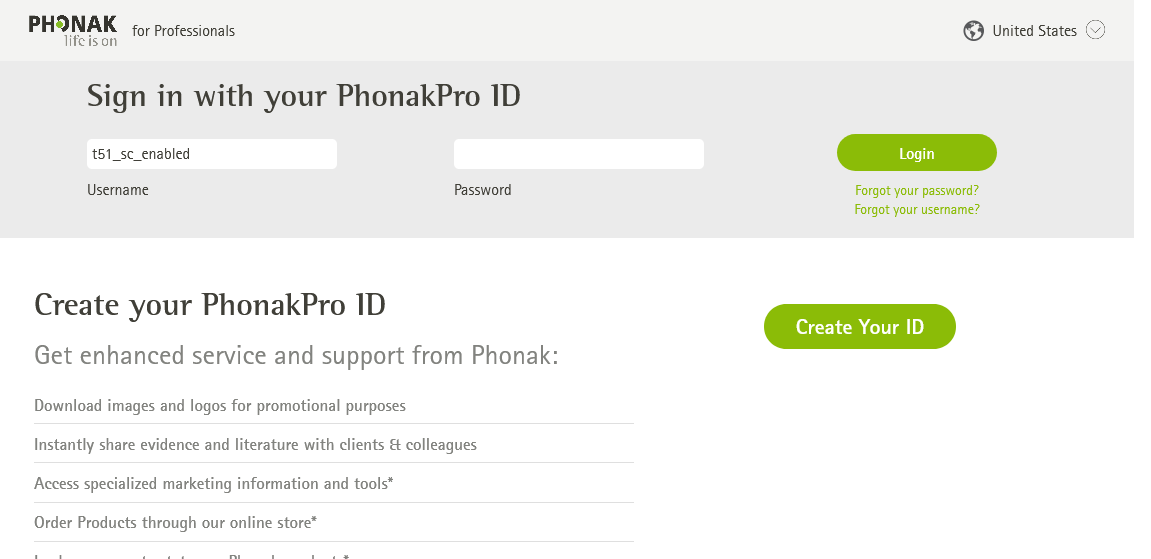 PHONAK
life is on
for Professionals
United States
Sign in with your PhonakPro ID
t51_sc_enabled
Login
Username
Password
Forgot your password?
Forgot your username?
Create your PhonakPro ID
Create Your ID
Get enhanced service and support from Phonak:
Download images and logos for promotional purposes
Instantly share evidence and literature with clients & colleagues
Access specialized marketing information and tools*
Order Products through our online store*